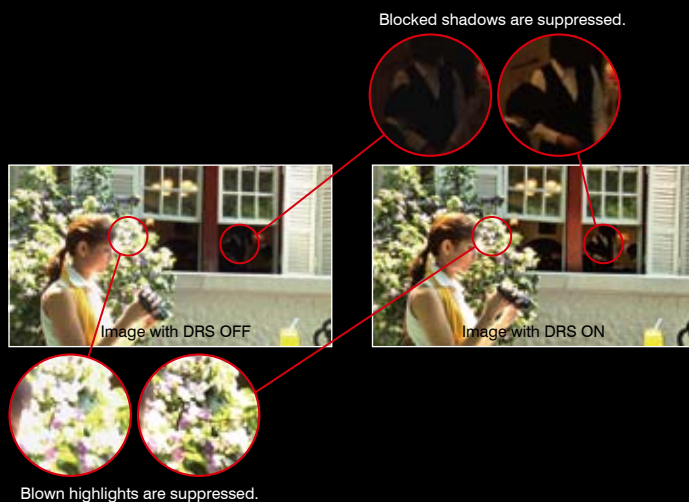 Blocked shadows are suppressed.
Image with DRS OFF
Image with DRS ON
Blown highlights are suppressed.